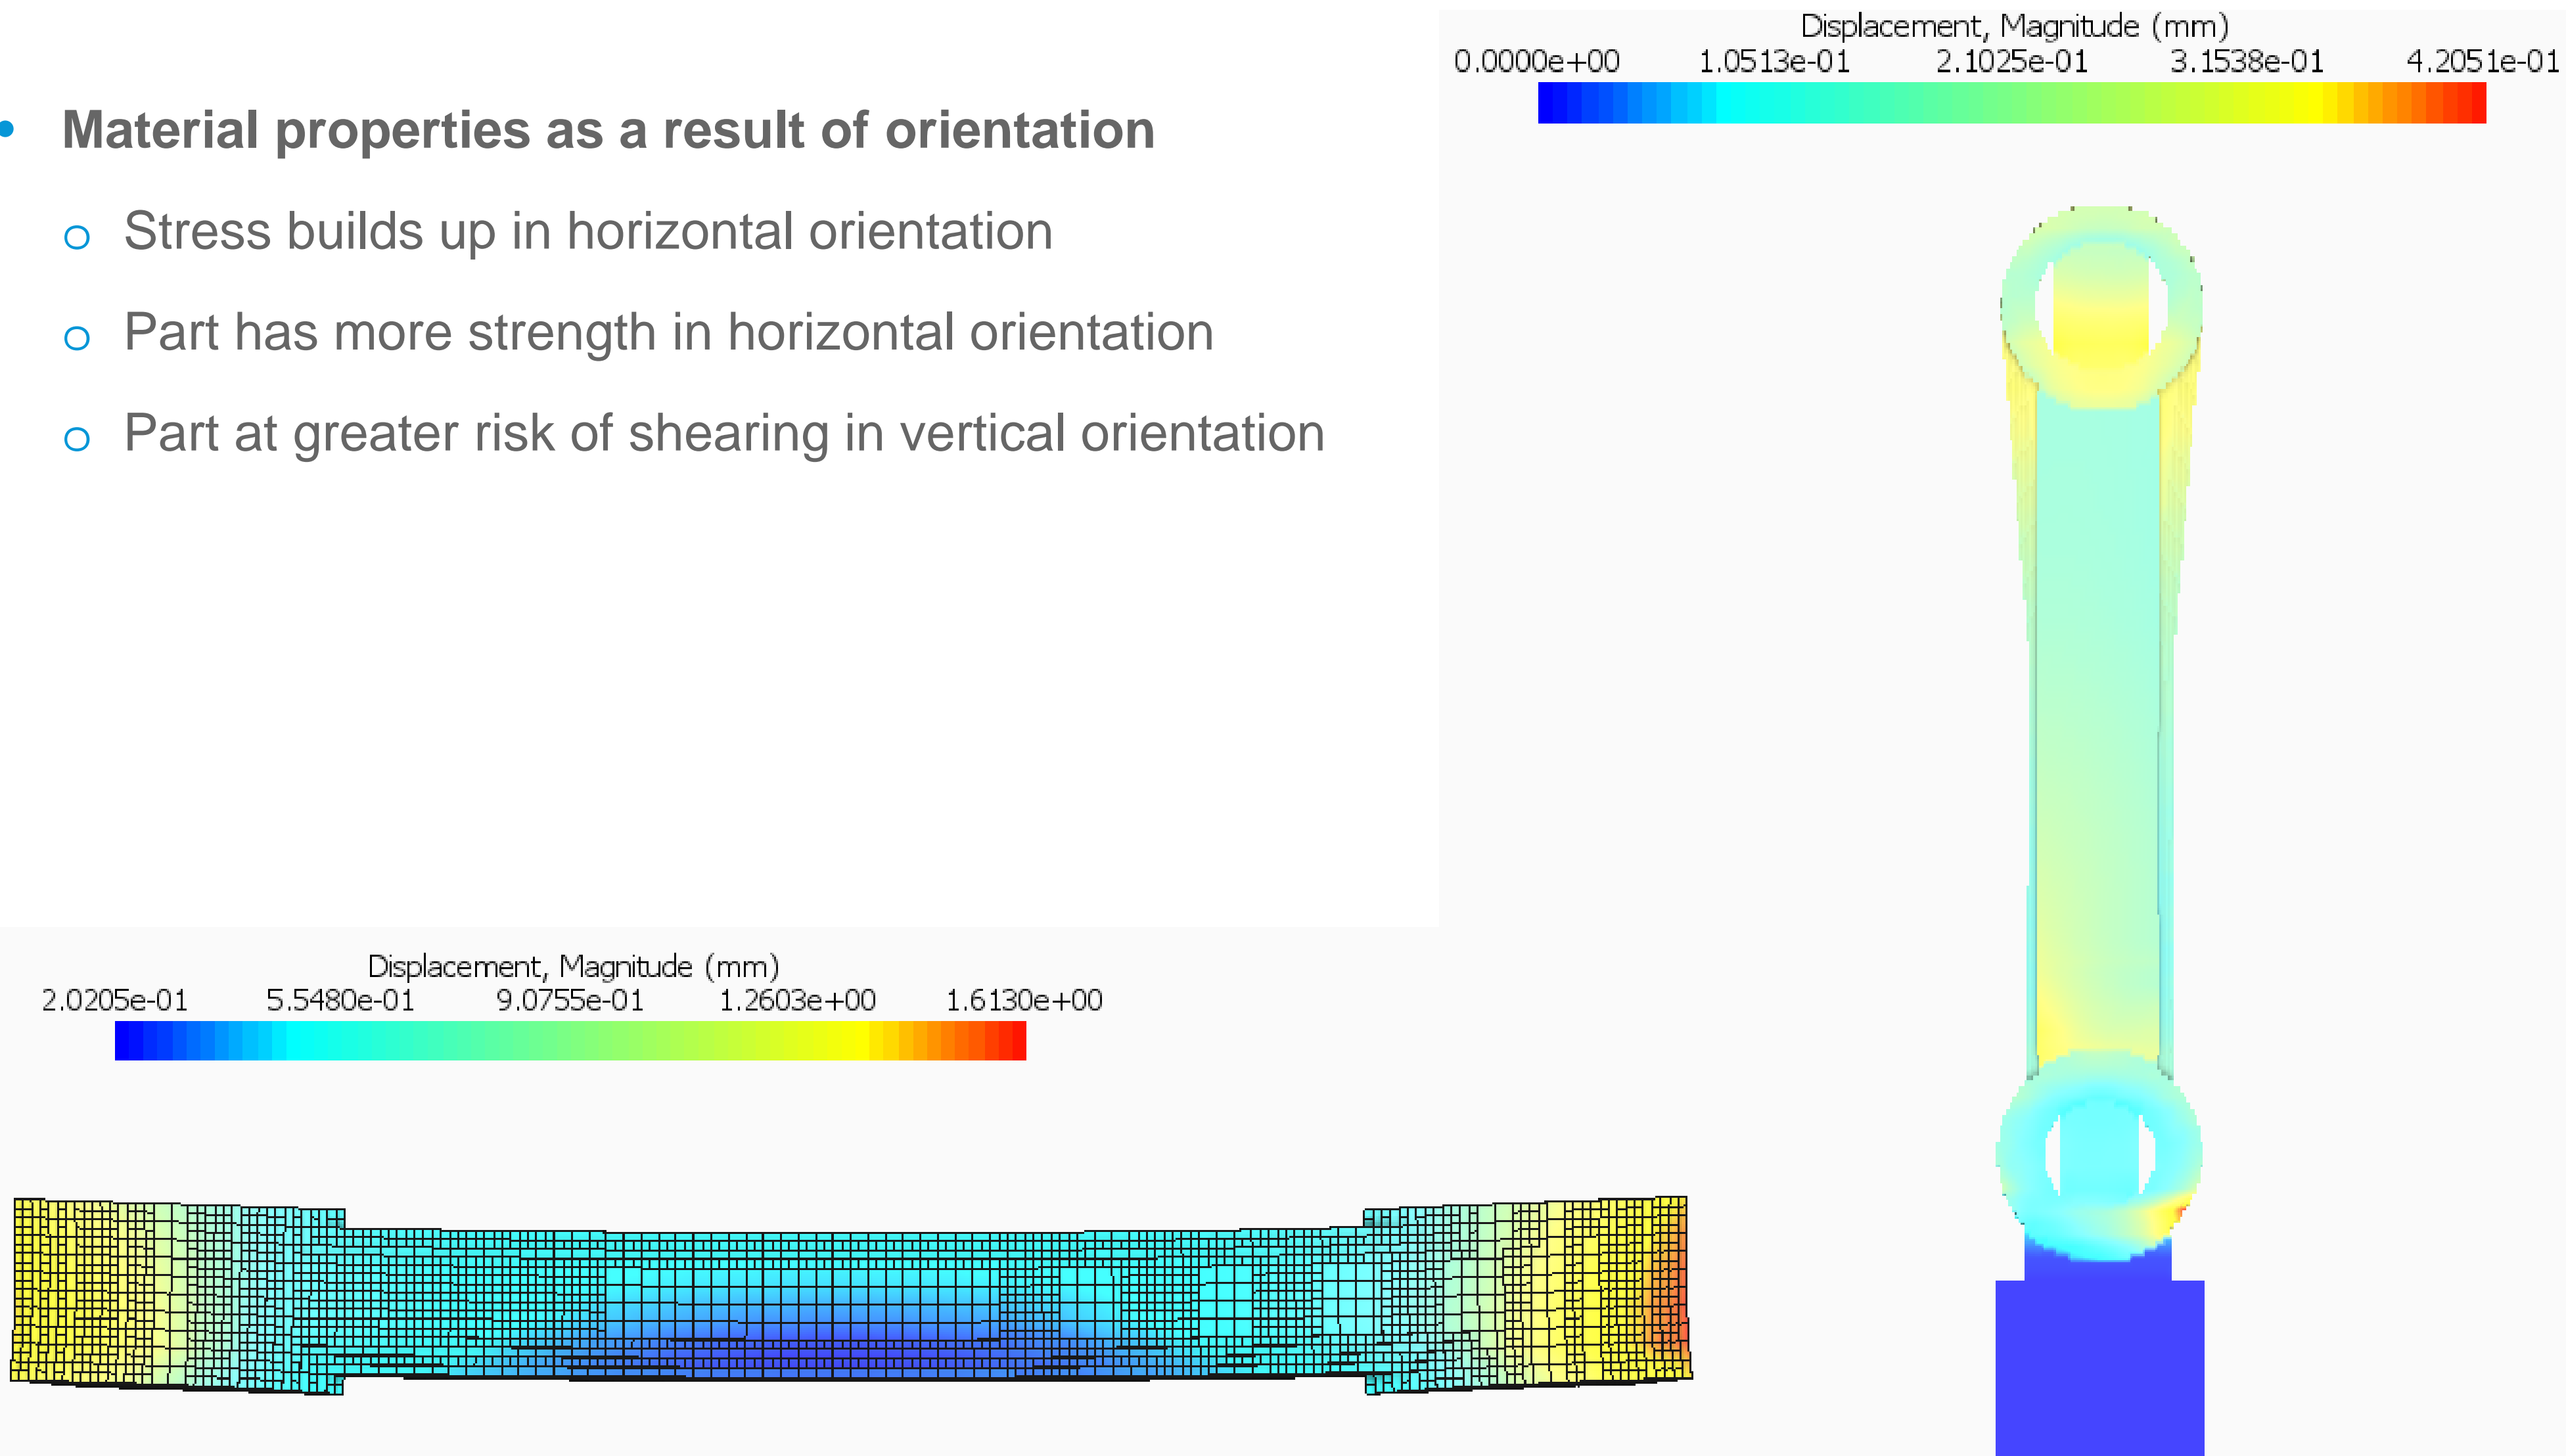 Displacement, Magnitude (mm)
0.0000e+00 1.0513e-01 2.1025e-01 3.1538e-01 4.2051e-01
• Material properties as a result of orientation
o Stress builds up in horizontal orientation
o Part has more strength in horizontal orientation
o Part at greater risk of shearing in vertical orientation
Displacement, Magnitude (mm)
2.0205e-01 5.5480e-01 9.0755e-01 1.2603e+00 1.6130e+00